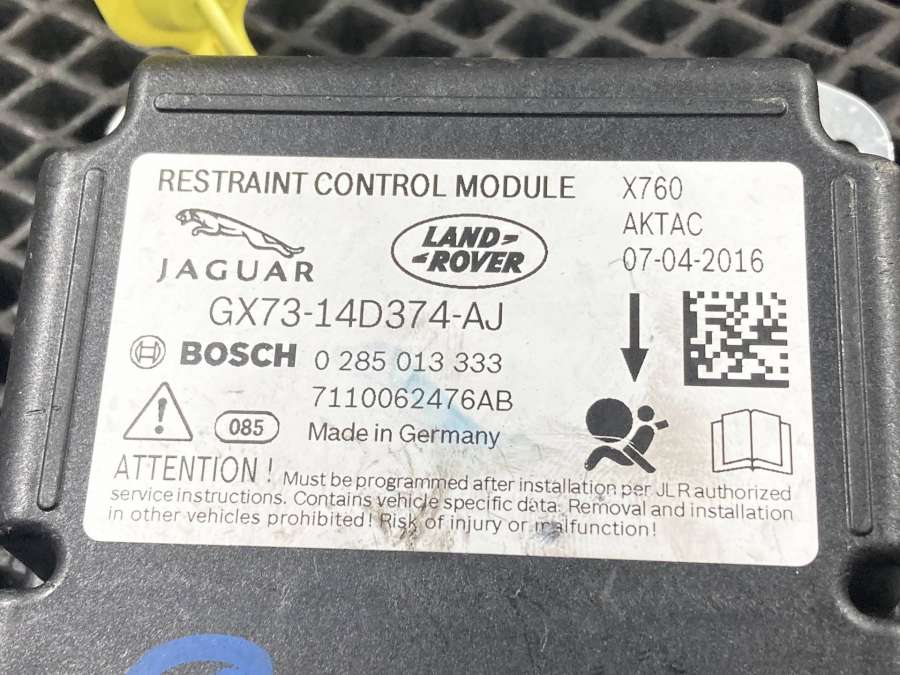 RESTRAINT CONTROL MODULE
X760
AKTAC
07-04-2016
JAGUAR
LAND-
ROVER
GX73-14D374-AJ
BOSCH 0 285 013 333
7110062476AB
085
Made in Germany
ATTENTION! Must be programmed after installation per JLR authorized
service instructions. Contains vehicle specific data. Removal and installation
in other vehicles prohibited! Risk of injury or malfunction!